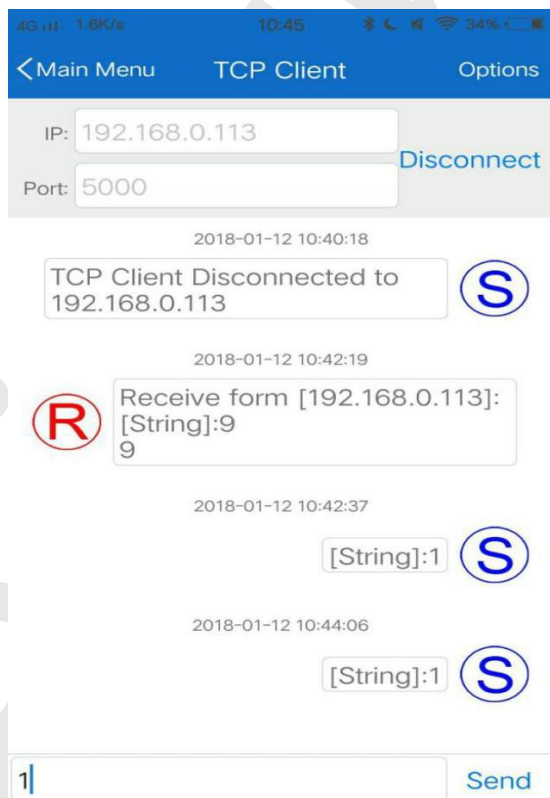 4G 1.6K/s 10:45 34%
Main Menu TCP Client Options
IP: 192.168.0.113
Disconnect
Port: 5000
2018-01-12 10:40:18
TCP Client Disconnected to
192.168.0.113
S
2018-01-12 10:42:19
R
Receive form [192.168.0.113]:
[String]:9
9
2018-01-12 10:42:37
[String]:1
S
2018-01-12 10:44:06
[String]:1
S
1
Send